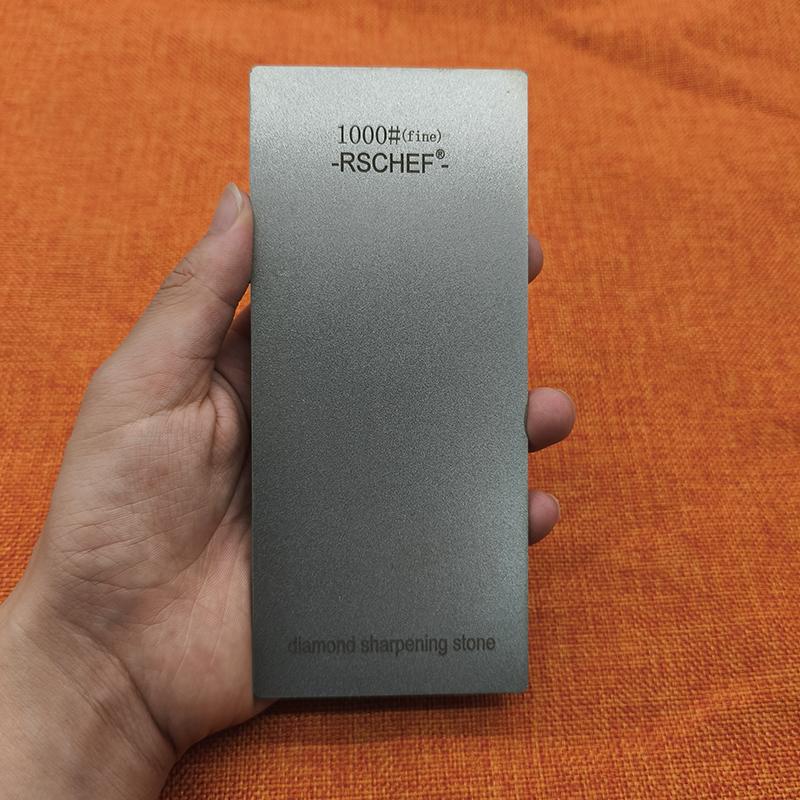 1000#(fine)
-RSCHEF®-
diamond sharpening stone